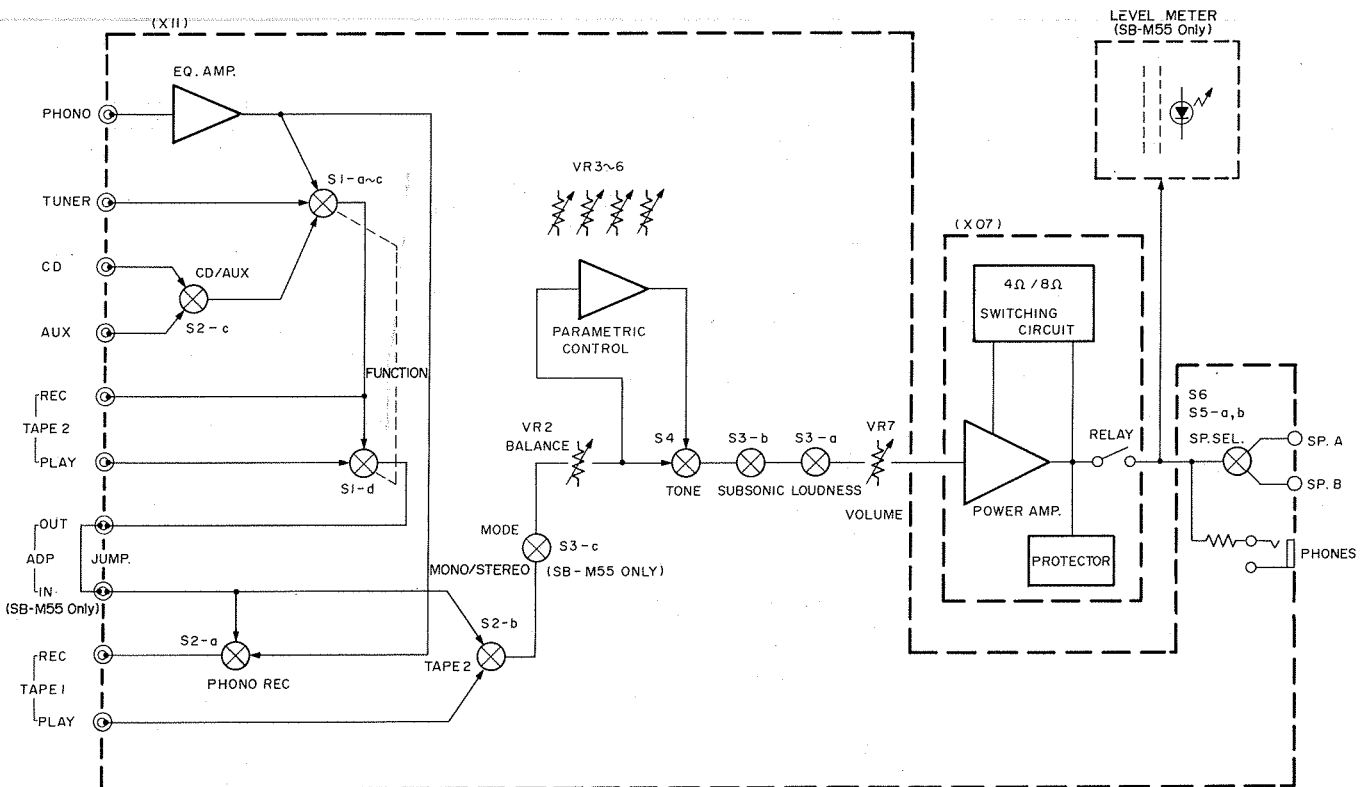 (X11)
LEVEL METER
(SB-M55 Only)
EQ. AMP.
PHONO
S1-a~c
VR3~6
TUNER
(X07)
CD
CD/AUX
4Ω/8Ω
SWITCHING
CIRCUIT
AUX
S2-c
PARAMETRIC
CONTROL
FUNCTION
REC
TAPE 2
PLAY
S6
S5-a,b
SP. SEL.
SP. A
SP. B
VR2
BALANCE
S4
S3-b
S3-a
VR7
RELAY
S1-d
TONE
SUBSONIC
LOUDNESS
VOLUME
POWER AMP.
OUT
ADP
JUMP.
IN
(SB-M55 Only)
MODE
MONO/STEREO
S3-c
(SB-M55 ONLY)
PROTECTOR
PHONES
S2-a
S2-b
REC
TAPE 1
PLAY
PHONO REC
TAPE 2